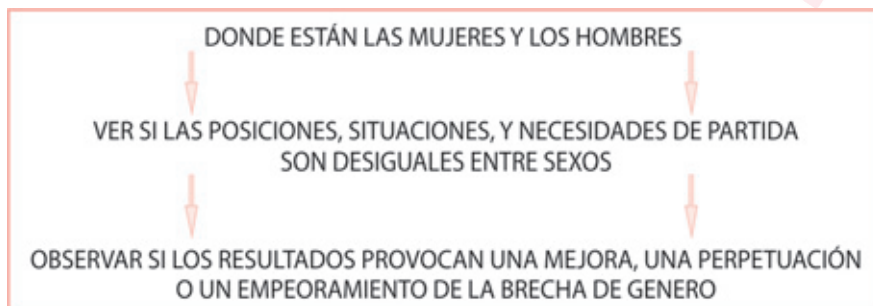 DONDE ESTÁN LAS MUJERES Y LOS HOMBRES
VER SI LAS POSICIONES, SITUACIONES, Y NECESIDADES DE PARTIDA
SON DESIGUALES ENTRE SEXOS
OBSERVAR SI LOS RESULTADOS PROVOCAN UNA MEJORA, UNA PERPETUACIÓN
O UN EMPEORAMIENTO DE LA BRECHA DE GENERO